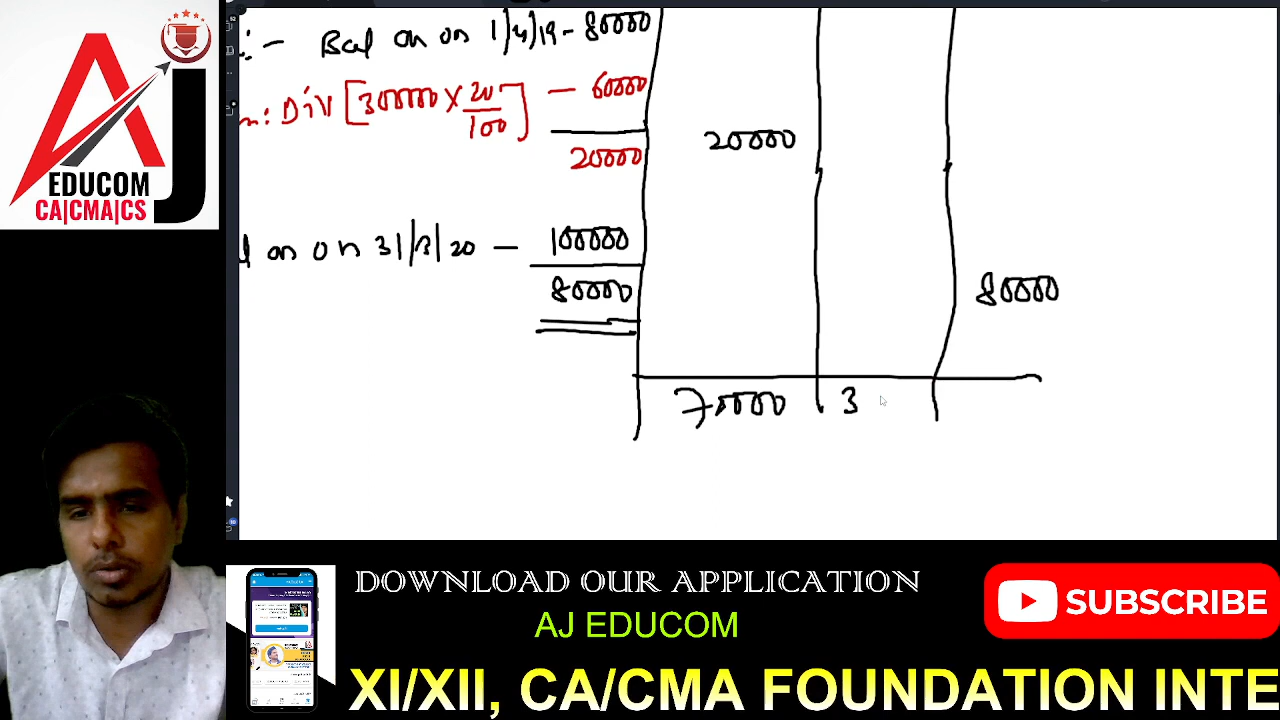 AJ
EDUCOM
CA|CMA|CS
:- Bal on on 1/4/19 - 80000
: Div [300000 × 20/100] - 60000
20000
20000
on on 31/3/20 - 100000
80000
80000
70000 3
DOWNLOAD OUR APPLICATION
AJ EDUCOM
SUBSCRIBE
XI/XI, CA/CMA FOUNDATION INTE